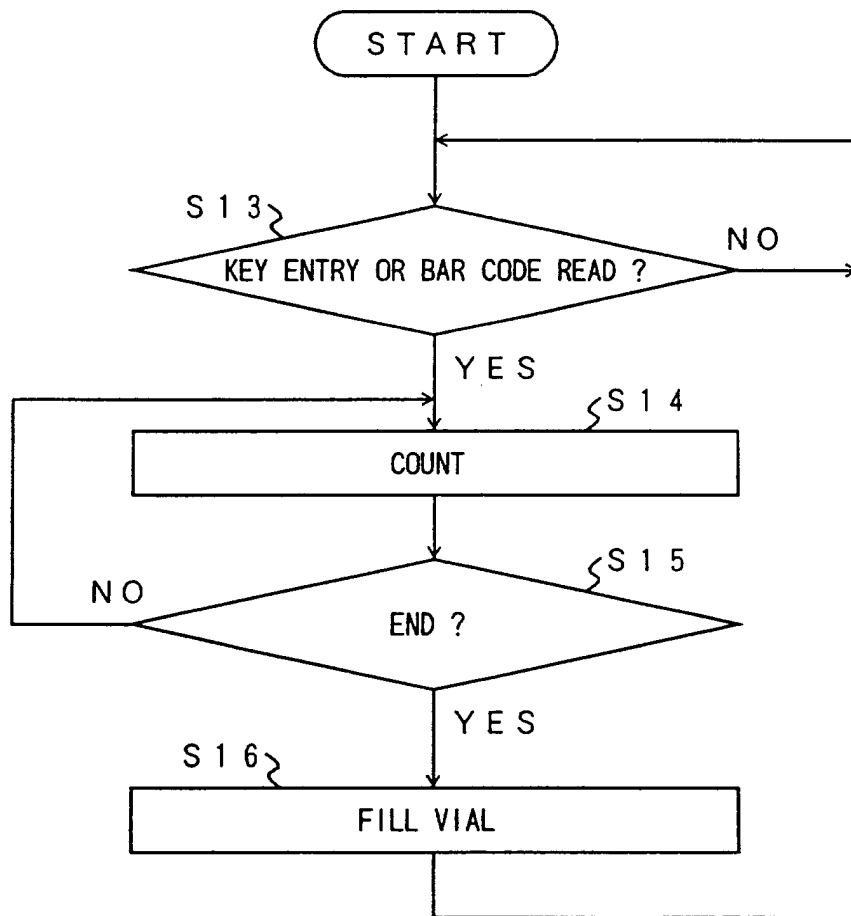 START
S13
NO
KEY ENTRY OR BAR CODE READ ?
YES
S14
COUNT
S15
NO
END ?
YES
S16
FILL VIAL